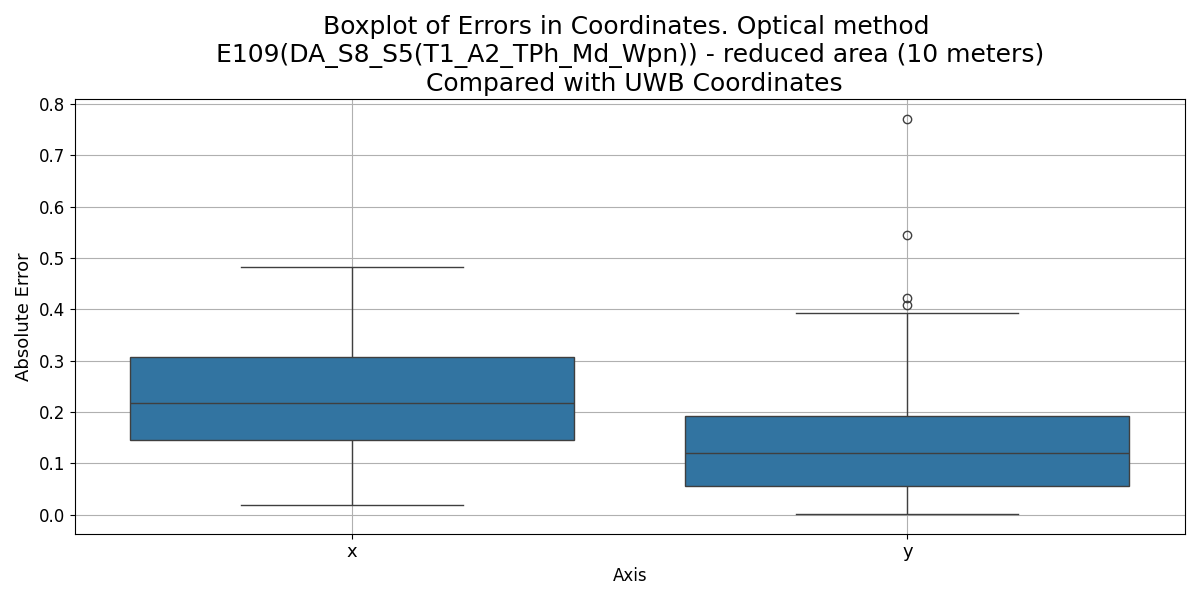 Boxplot of Errors in Coordinates. Optical method
E109(DA_S8_S5(T1_A2_TPh_Md_Wpn)) - reduced area (10 meters)
Compared with UWB Coordinates
0.8
0.7
0.6
0.5
0.4
0.3
0.2
0.1
0.0
Absolute Error
x
y
Axis